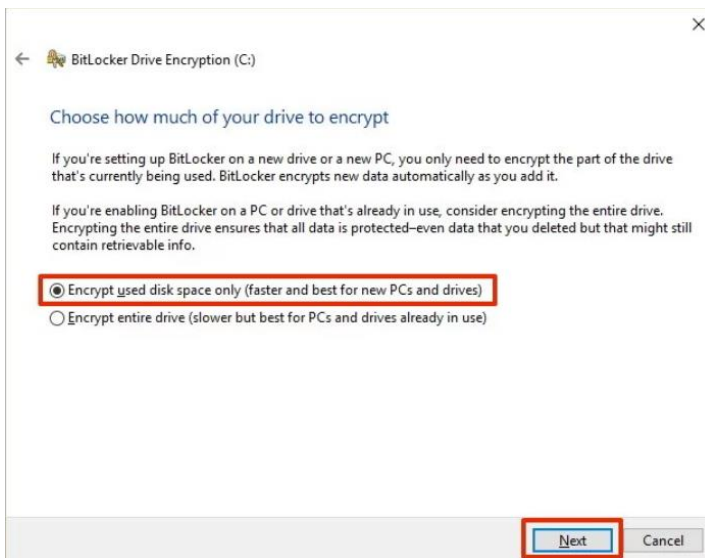 BitLocker Drive Encryption (C:)
Choose how much of your drive to encrypt
If you're setting up BitLocker on a new drive or a new PC, you only need to encrypt the part of the drive
that's currently being used. BitLocker encrypts new data automatically as you add it.
If you're enabling BitLocker on a PC or drive that's already in use, consider encrypting the entire drive.
Encrypting the entire drive ensures that all data is protected–even data that you deleted but that might still
contain retrievable info.
Encrypt used disk space only (faster and best for new PCs and drives)
Encrypt entire drive (slower but best for PCs and drives already in use)
Next Cancel